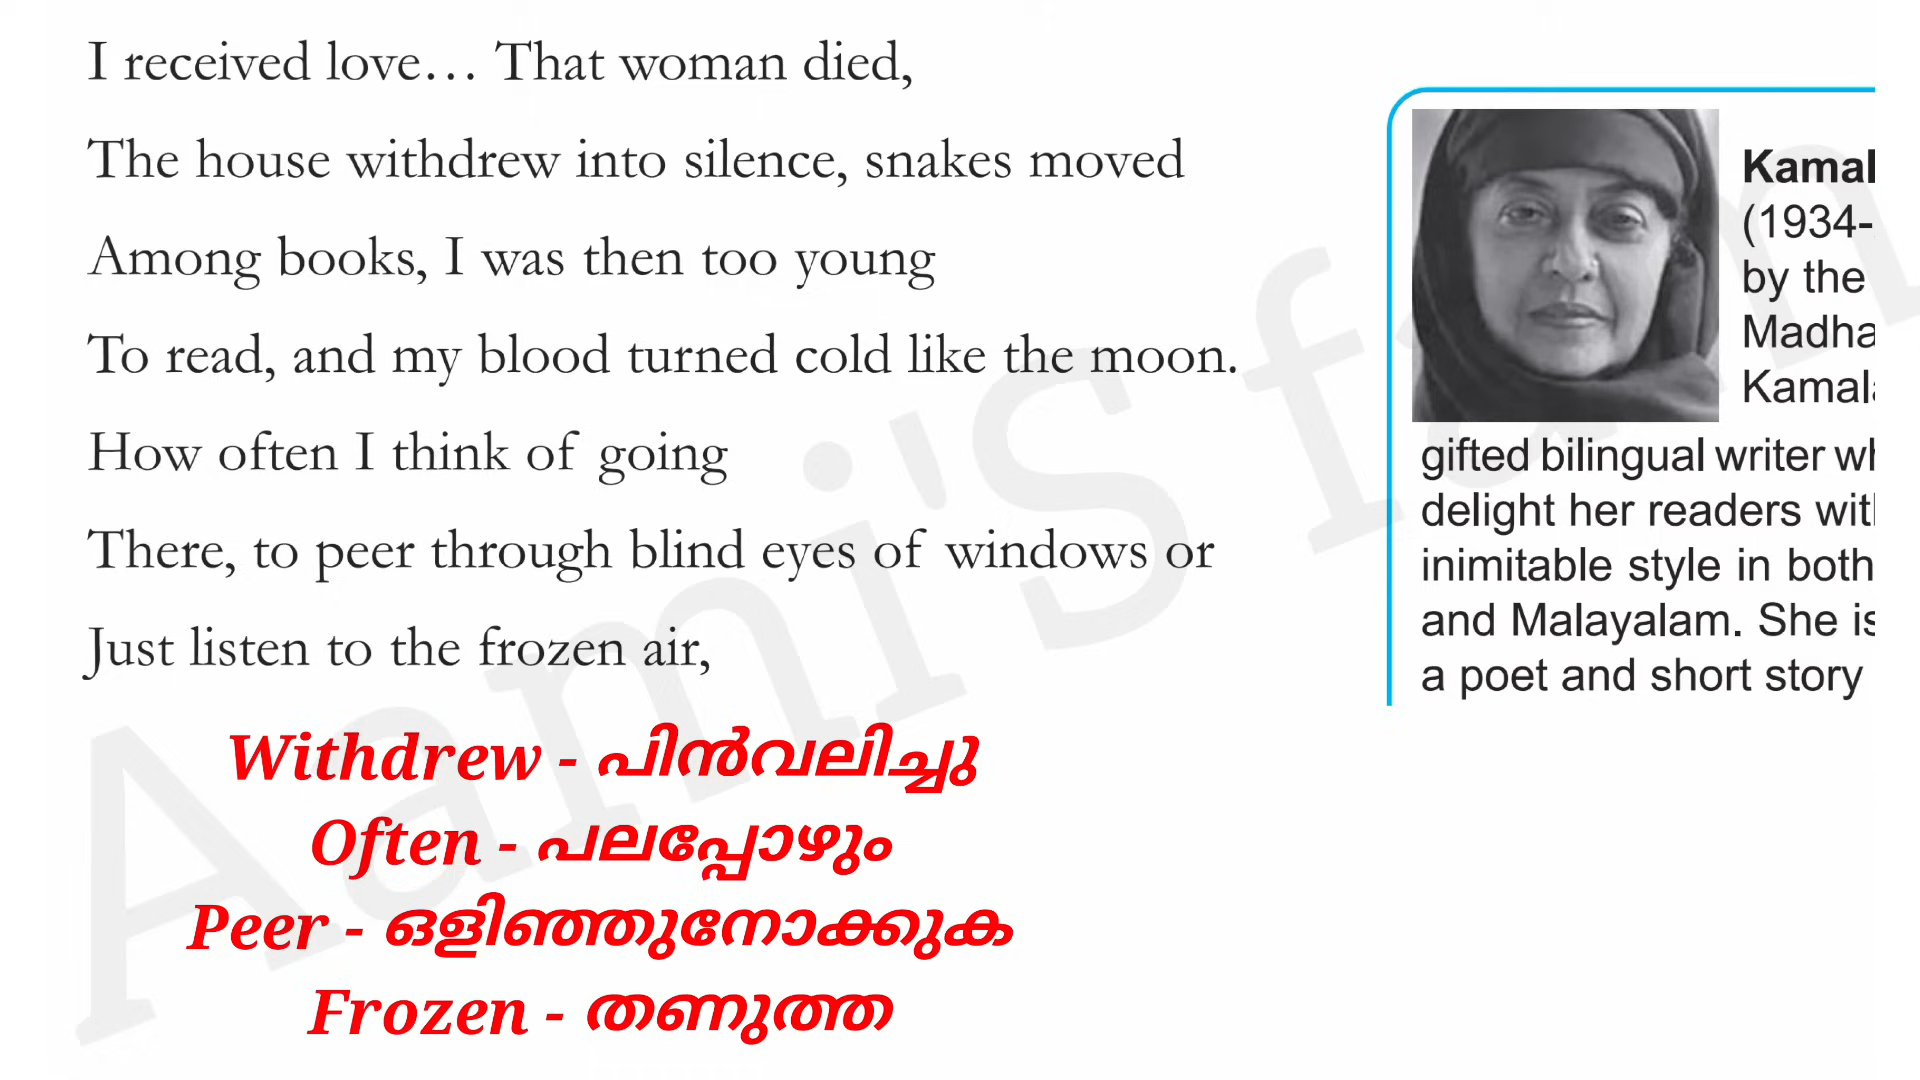 I received love... That woman died,
The house withdrew into silence, snakes moved
Among books, I was then too young
To read, and my blood turned cold like the moon.
How often I think of going
There, to peer through blind eyes of windows or
Just listen to the frozen air,
Kamal
(1934-
by the
Madha
Kamal
gifted bilingual writer wh
delight her readers wit
inimitable style in both
and Malayalam. She is
a poet and short story
Withdrew - പിൻവലിച്ചു
Often - പലപ്പോഴും
Peer - ഒളിഞ്ഞുനോക്കുക
Frozen - തണുത്ത
Aami'S fam